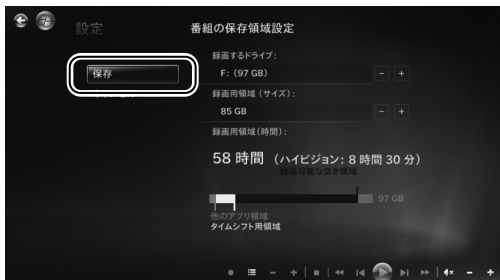 設定
番組の保存領域設定
保存
録画するドライブ:
F: (97 GB)
録画用領域 (サイズ):
85 GB
録画用領域(時間):
58 時間 (ハイビジョン: 8 時間 30 分)
録画可能な空き領域
97 GB
他のアプリ領域
タイムシフト用領域